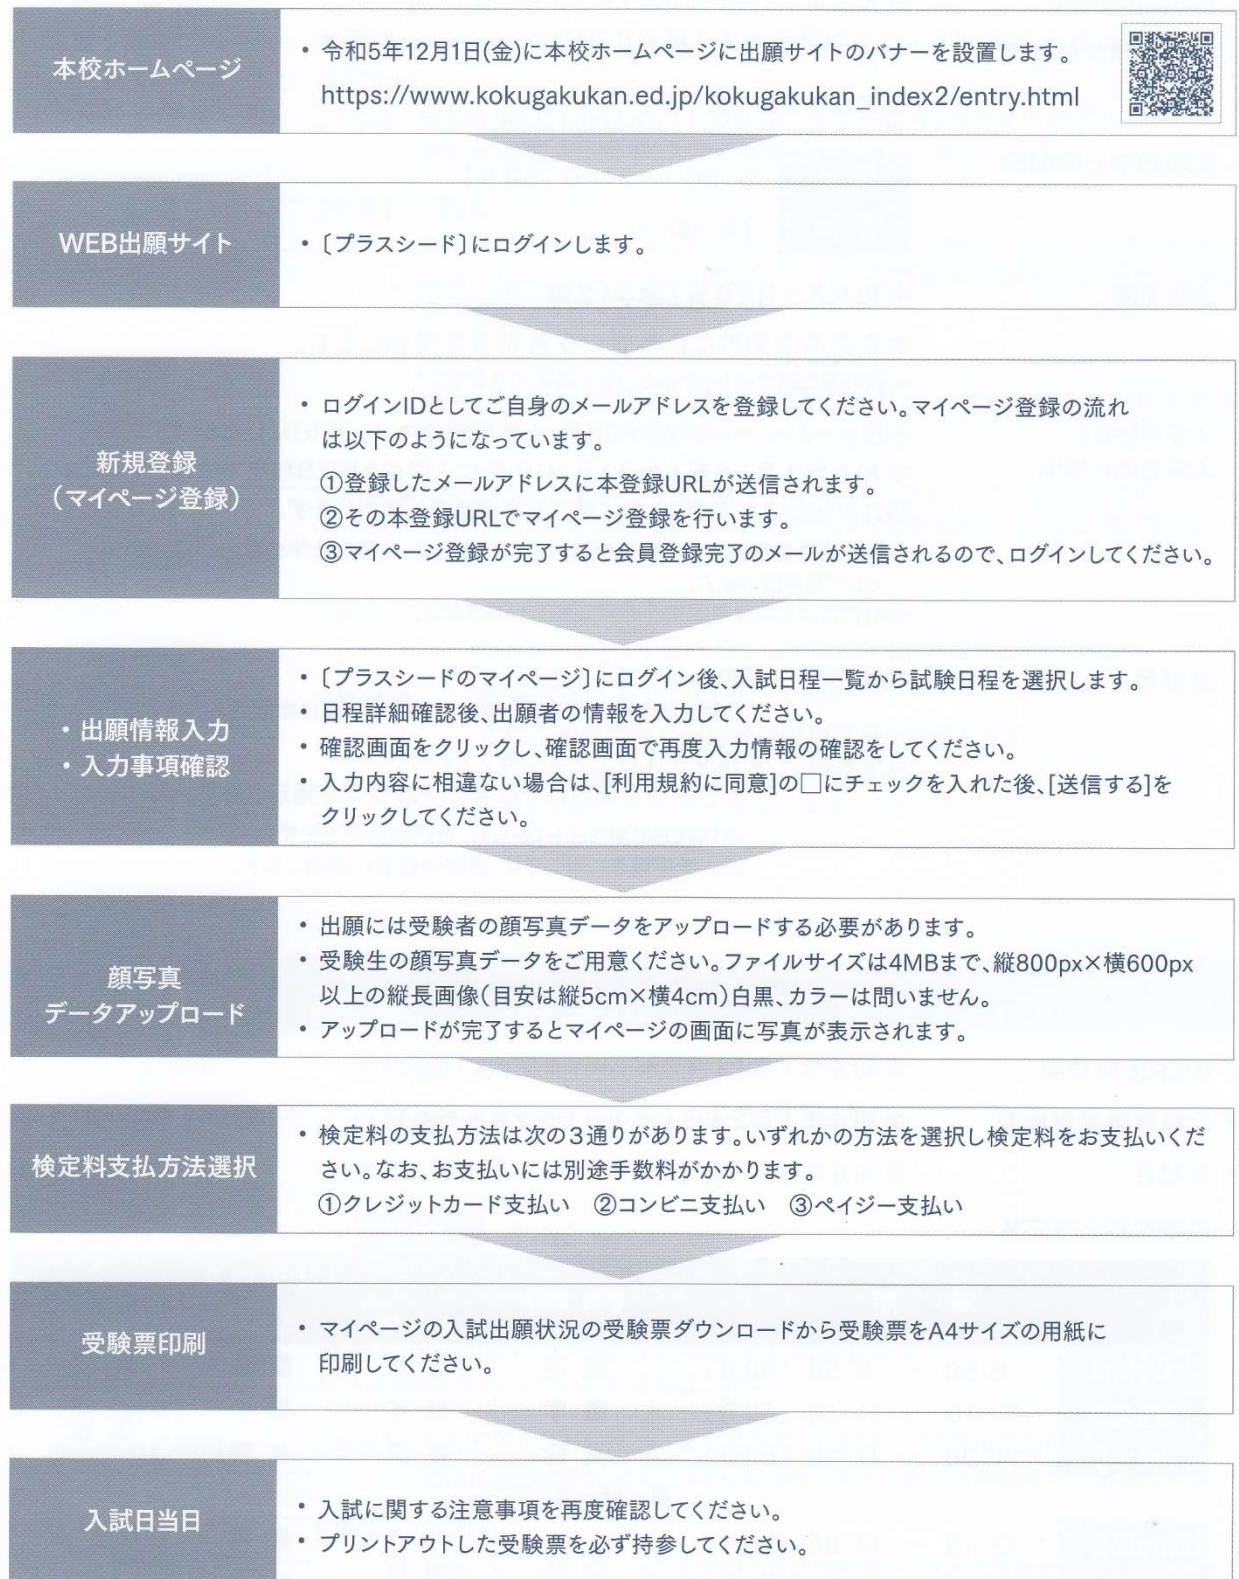 本校ホームページ
・令和5年12月1日(金)に本校ホームページに出願サイトのバナーを設置します。
https://www.kokugakukan.ed.jp/kokugakukan_index2/entry.html
WEB出願サイト
・〔プラスシード〕にログインします。
新規登録
（マイページ登録）
・ログインIDとしてご自身のメールアドレスを登録してください。マイページ登録の流れ
は以下のようになっています。
①登録したメールアドレスに本登録URLが送信されます。
②その本登録URLでマイページ登録を行います。
③マイページ登録が完了すると会員登録完了のメールが送信されるので、ログインしてください。
・出願情報入力
・入力事項確認
・〔プラスシードのマイページ〕にログイン後、入試日程一覧から試験日程を選択します。
・日程詳細確認後、出願者の情報を入力してください。
・確認画面をクリックし、確認画面で再度入力情報の確認をしてください。
・入力内容に相違ない場合は、[利用規約に同意]の□にチェックを入れた後、[送信する]を
クリックしてください。
顔写真
データアップロード
・出願には受験者の顔写真データをアップロードする必要があります。
・受験生の顔写真データをご用意ください。ファイルサイズは4MBまで、縦800px×横600px
以上の縦長画像（目安は縦5cm×横4cm）白黒、カラーは問いません。
・アップロードが完了するとマイページの画面に写真が表示されます。
検定料支払方法選択
・検定料の支払方法は次の3通りがあります。いずれかの方法を選択し検定料をお支払いくだ
さい。なお、お支払いには別途手数料がかかります。
①クレジットカード支払い　②コンビニ支払い　③ペイジー支払い
受験票印刷
・マイページの入試出願状況の受験票ダウンロードから受験票をA4サイズの用紙に
印刷してください。
入試日当日
・入試に関する注意事項を再度確認してください。
・プリントアウトした受験票を必ず持参してください。